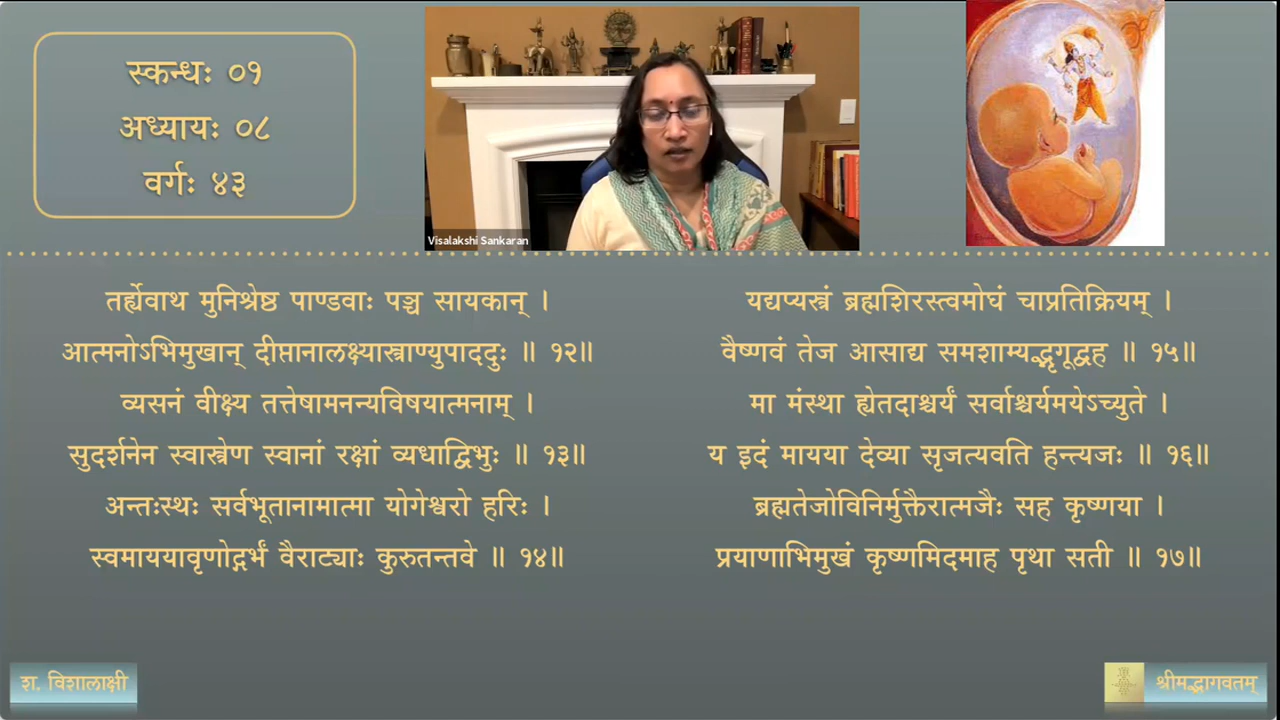 स्कन्धः ०१
अध्यायः ०८
वर्गः ४३
Visalakshi Sankaran
तर्ह्येवाथ मुनिश्रेष्ठ पाण्डवाः पञ्च सायकान् ।
आत्मनोऽभिमुखान् दीप्तानालक्ष्यास्त्राण्युपाददुः ॥ १२॥
व्यसनं वीक्ष्य तत्तेषामनन्यविषयात्मनाम् ।
सुदर्शनेन स्वास्त्रेण स्वानां रक्षां व्यधाद्विभुः ॥ १३॥
अन्तःस्थः सर्वभूतानामात्मा योगेश्वरो हरिः ।
स्वमाययावृणोद्गर्भं वैराट्याः कुरुतन्तवे ॥ १४॥
यद्यप्यस्त्रं ब्रह्मशिरस्त्वमोघं चाप्रतिक्रियम् ।
वैष्णवं तेज आसाद्य समशाम्यद्भृगूद्वह ॥ १५॥
मा मंस्था ह्येतदाश्चर्यं सर्वाश्चर्यमयेऽच्युते ।
य इदं मायया देव्या सृजत्यवति हन्त्यजः ॥ १६॥
ब्रह्मतेजोविनिर्मुक्तैरात्मजैः सह कृष्णया ।
प्रयाणाभिमुखं कृष्णमिदमाह पृथा सती ॥ १७॥
श. विशालाक्षी
श्रीमद्भागवतम्